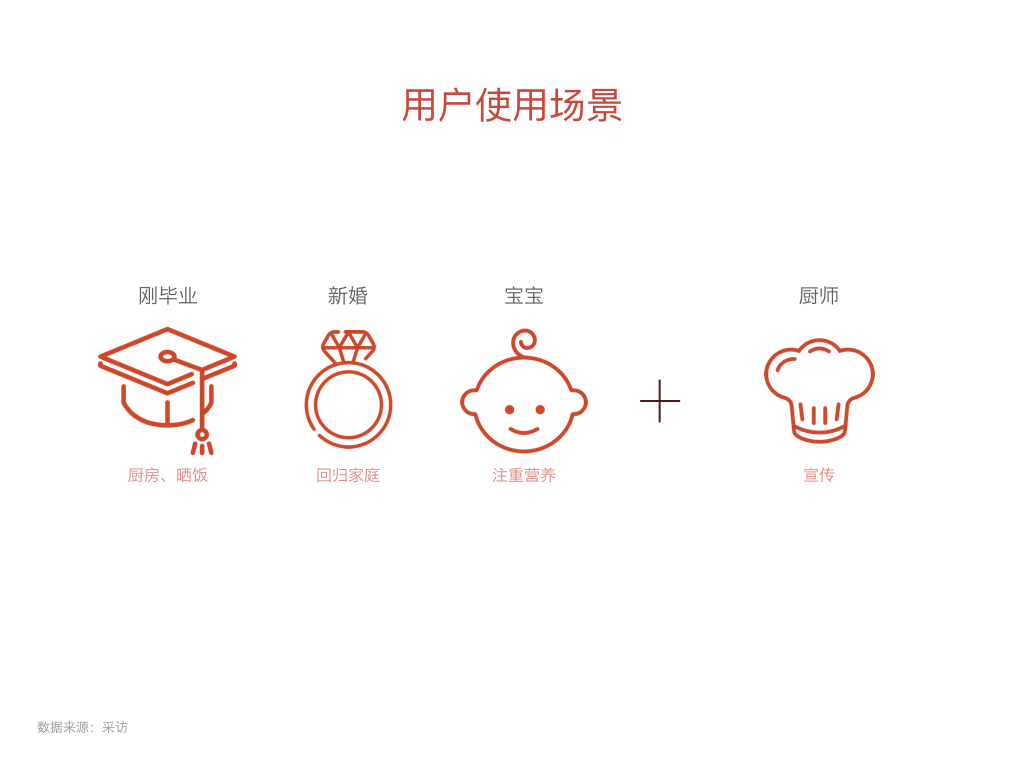 用户使用场景
刚毕业
新婚
宝宝
厨师
厨房、晒饭
回归家庭
注重营养
宣传
数据来源：采访